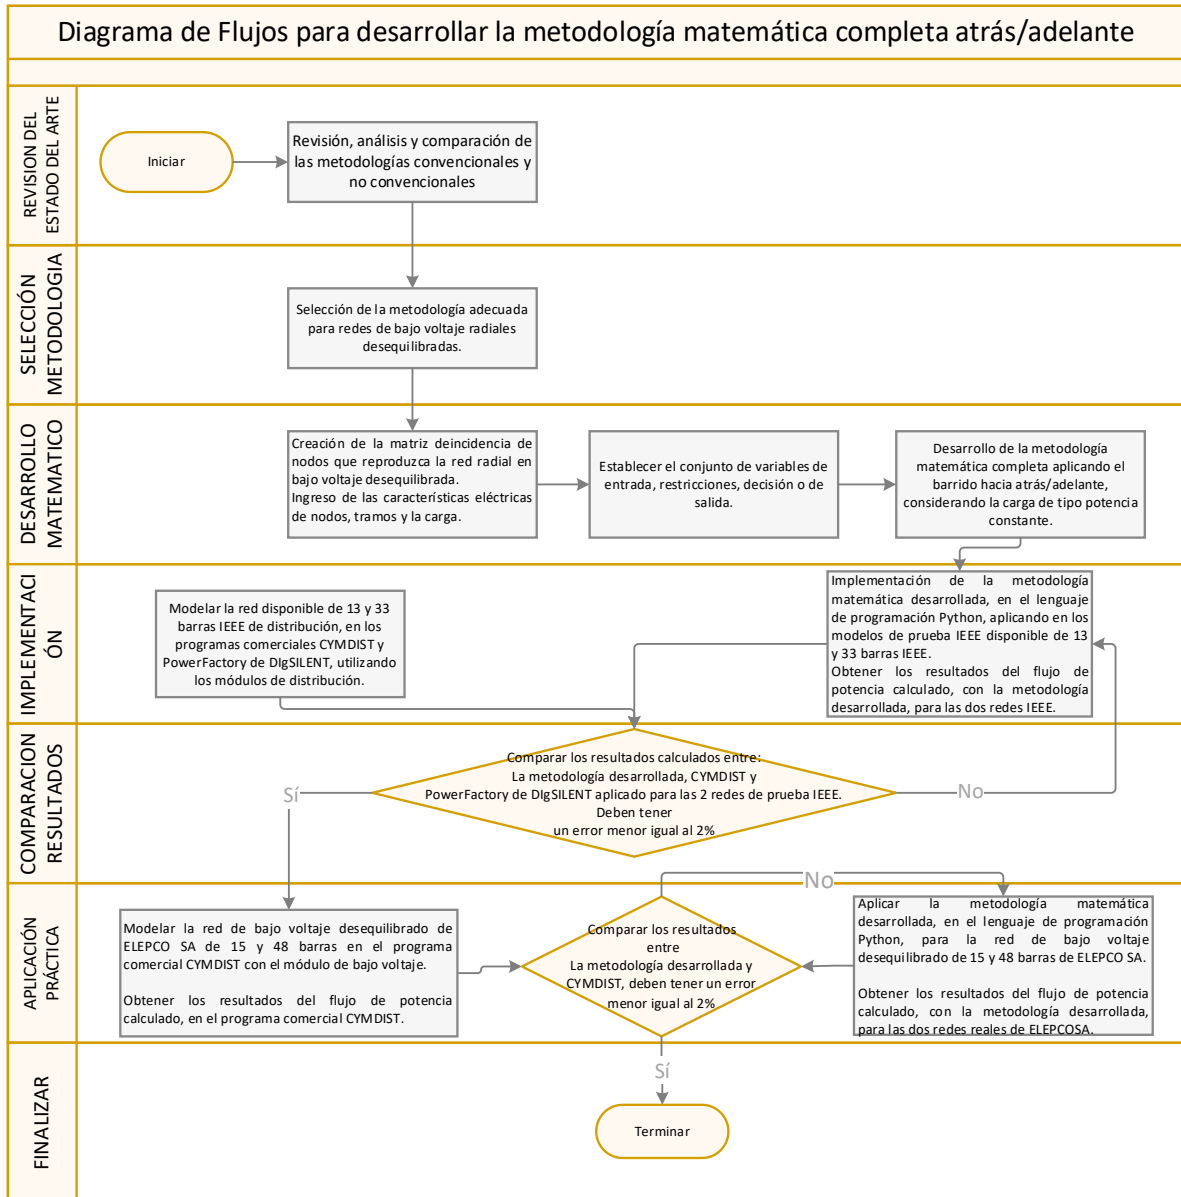 Diagrama de Flujos para desarrollar la metodología matemática completa atrás/adelante
REVISION DEL
ESTADO DEL ARTE
Iniciar
Revisión, análisis y comparación de
las metodologías convencionales y
no convencionales
SELECCIÓN
METODOLOGIA
Selección de la metodología adecuada
para redes de bajo voltaje radiales
desequilibradas.
DESARROLLO
MATEMATICO
Creación de la matriz deincidencia de
nodos que reproduzca la red radial en
bajo voltaje desequilibrada.
Ingreso de las características eléctricas
de nodos, tramos y la carga.
Establecer el conjunto de variables de
entrada, restricciones, decisión o de
salida.
Desarrollo de la metodología
matemática completa aplicando el
barrido hacia atrás/adelante,
considerando la carga de tipo potencia
constante.
IMPLEMENTACI
ÓN
Modelar la red disponible de 13 y 33
barras IEEE de distribución, en los
programas comerciales CYMDIST y
PowerFactory de DIgSILENT, utilizando
los módulos de distribución.
Implementación de la metodología
matemática desarrollada, en el lenguaje
de programación Python, aplicando en los
modelos de prueba IEEE disponible de 13
y 33 barras IEEE.
Obtener los resultados del flujo de
potencia calculado, con la metodología
desarrollada, para las dos redes IEEE.
COMPARACION
RESULTADOS
Comparar los resultados calculados entre:
La metodología desarrollada, CYMDIST y
PowerFactory de DIgSILENT aplicado para las 2 redes de prueba IEEE.
Deben tener
un error menor igual al 2%
Sí
No
APLICACIÓN
PRÁCTICA
Modelar la red de bajo voltaje desequilibrado de
ELEPCO SA de 15 y 48 barras en el programa
comercial CYMDIST con el módulo de bajo voltaje.
Obtener los resultados del flujo de potencia
calculado, en el programa comercial CYMDIST.
Comparar los resultados
entre
La metodología desarrollada y
CYMDIST, deben tener un error
menor igual al 2%
No
Aplicar la metodología matemática
desarrollada, en el lenguaje de programación
Python, para la red de bajo voltaje
desequilibrado de 15 y 48 barras de ELEPCO SA.
Obtener los resultados del flujo de potencia
calculado, con la metodología desarrollada,
para las dos redes reales de ELEPCOSA.
Sí
FINALIZAR
Terminar